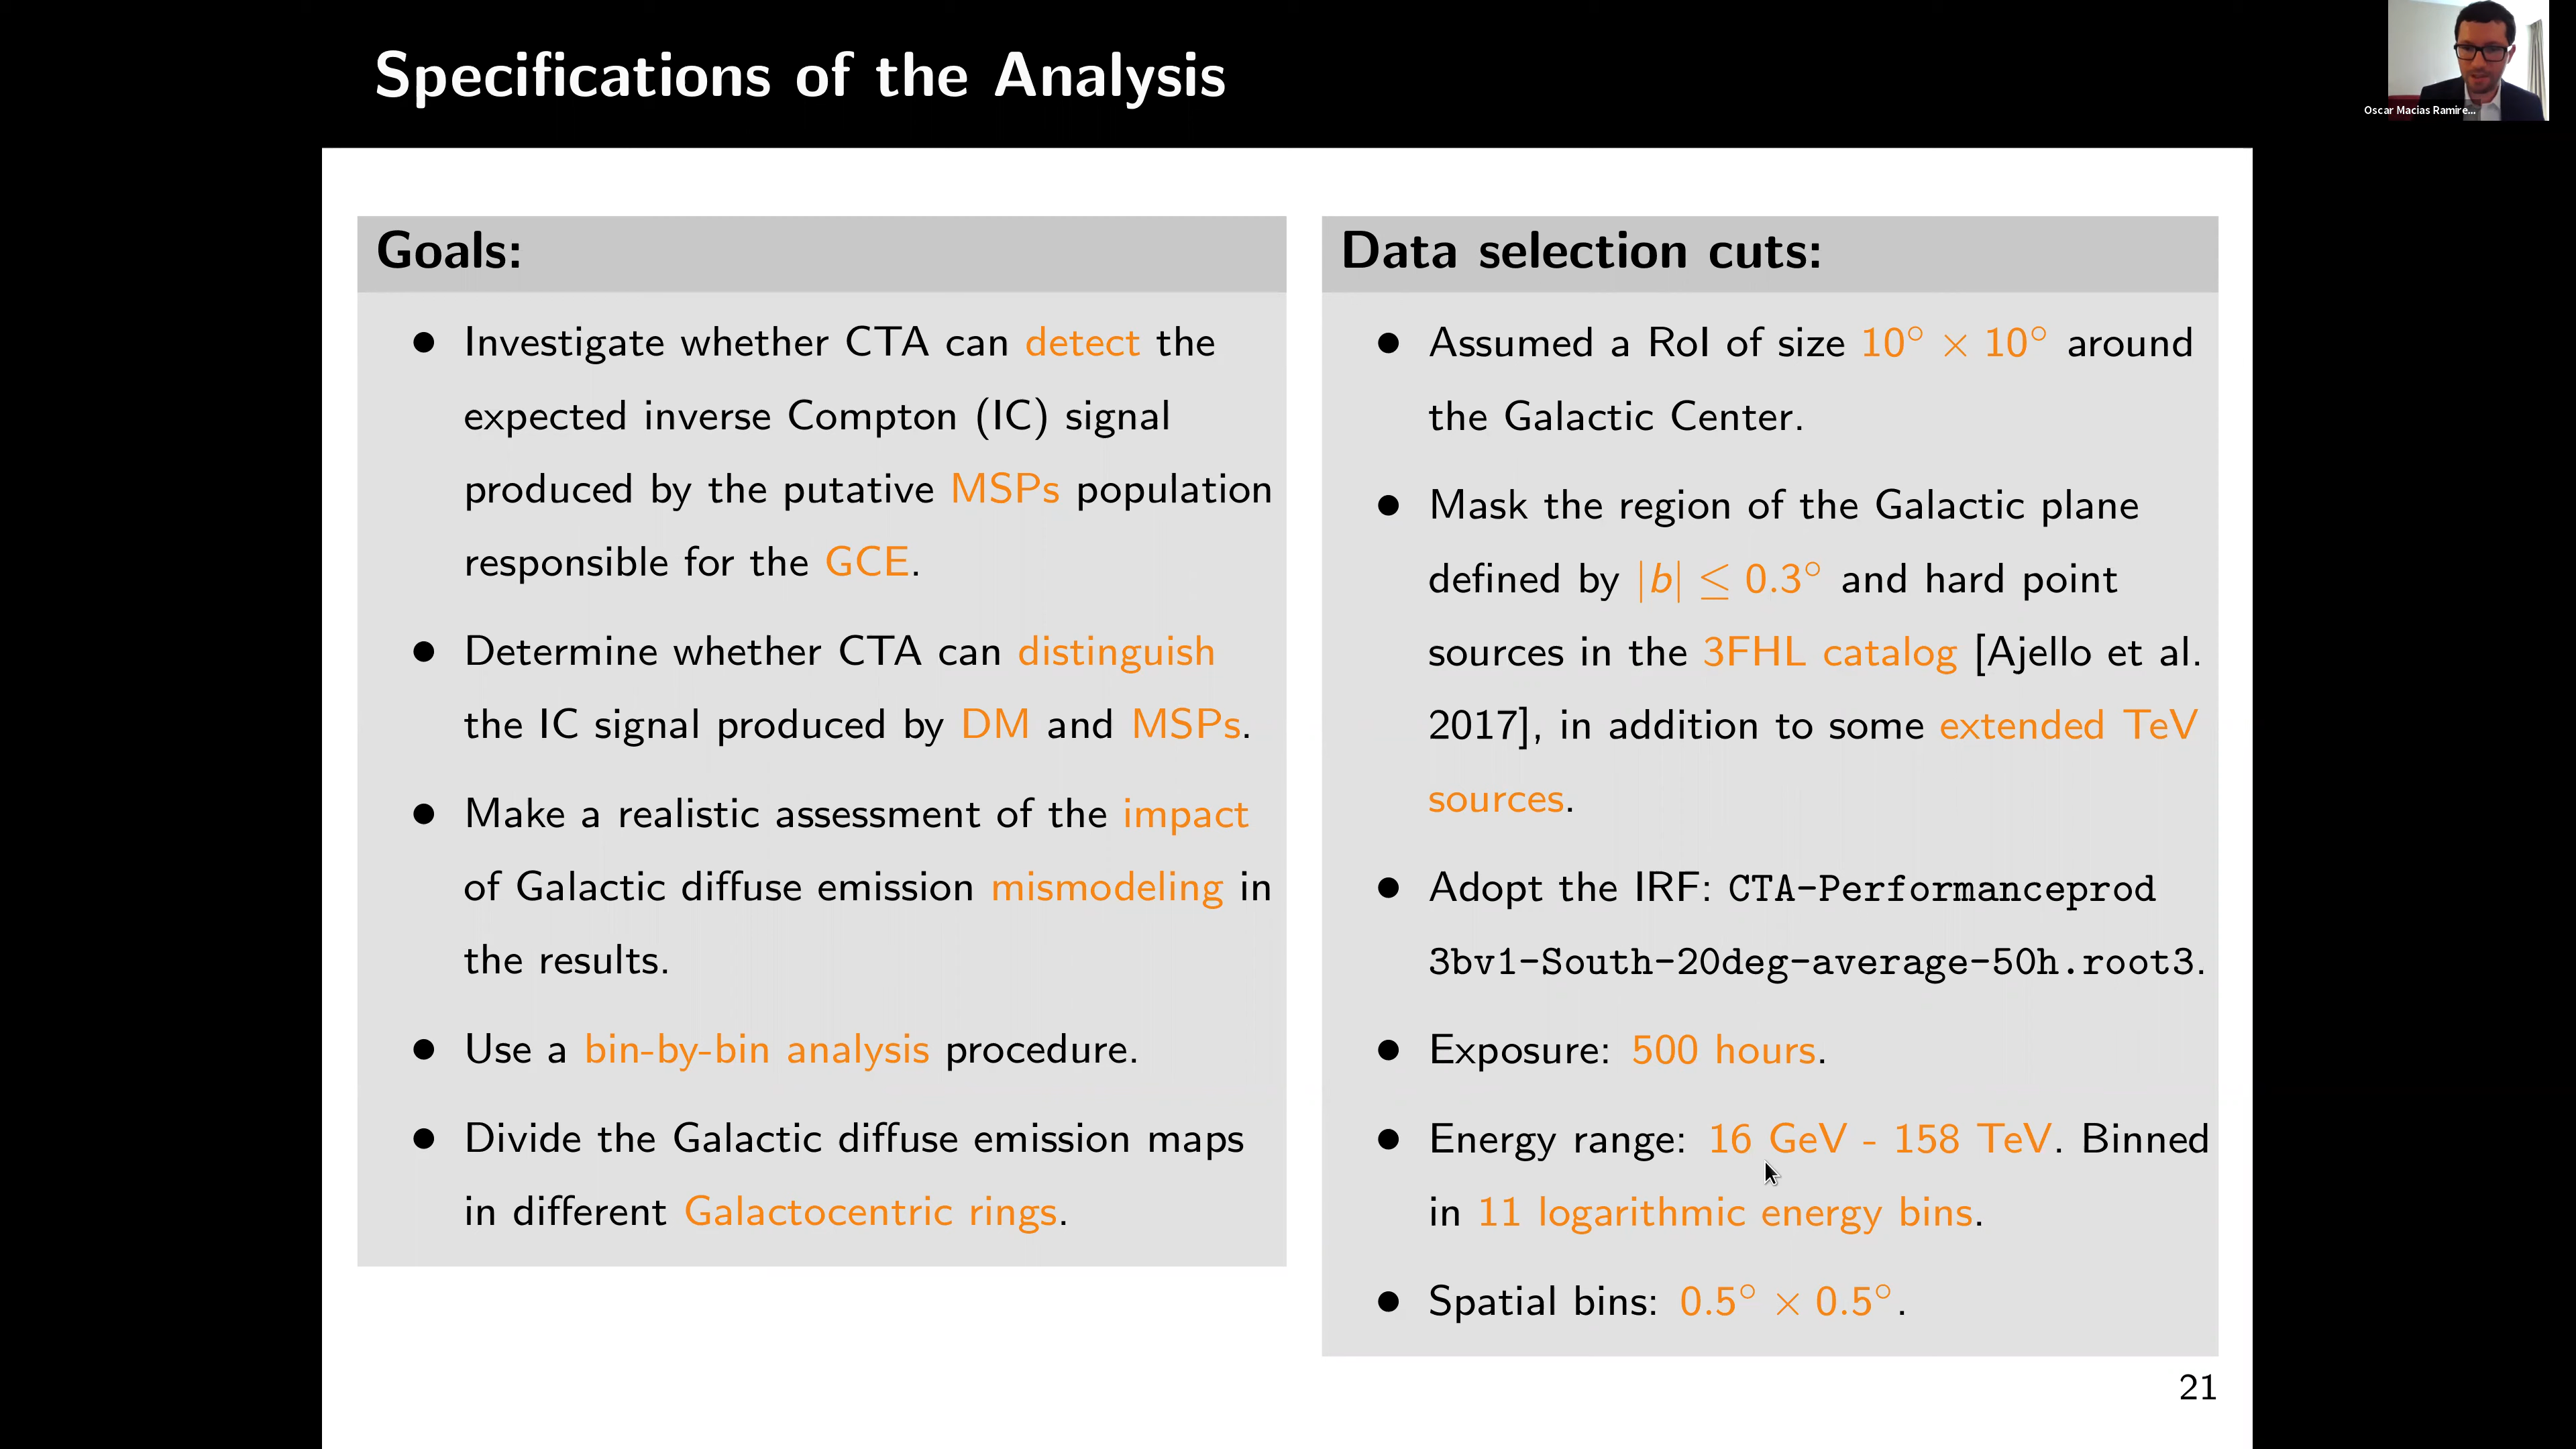 Specifications of the Analysis
Oscar Macias Ramire...
Goals:
● Investigate whether CTA can detect the
expected inverse Compton (IC) signal
produced by the putative MSPs population
responsible for the GCE.
● Determine whether CTA can distinguish
the IC signal produced by DM and MSPs.
● Make a realistic assessment of the impact
of Galactic diffuse emission mismodeling in
the results.
● Use a bin-by-bin analysis procedure.
● Divide the Galactic diffuse emission maps
in different Galactocentric rings.
Data selection cuts:
● Assumed a RoI of size 10° × 10° around
the Galactic Center.
● Mask the region of the Galactic plane
defined by |b| ≤ 0.3° and hard point
sources in the 3FHL catalog [Ajello et al.
2017], in addition to some extended TeV
sources.
● Adopt the IRF: CTA-Performanceprod
3bv1-South-20deg-average-50h.root3.
● Exposure: 500 hours.
● Energy range: 16 GeV - 158 TeV. Binned
in 11 logarithmic energy bins.
● Spatial bins: 0.5° × 0.5°.
21